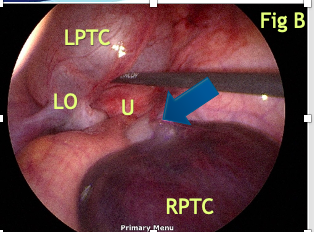 Fig B
LPTC
LO
U
RPTC
Primary Menu